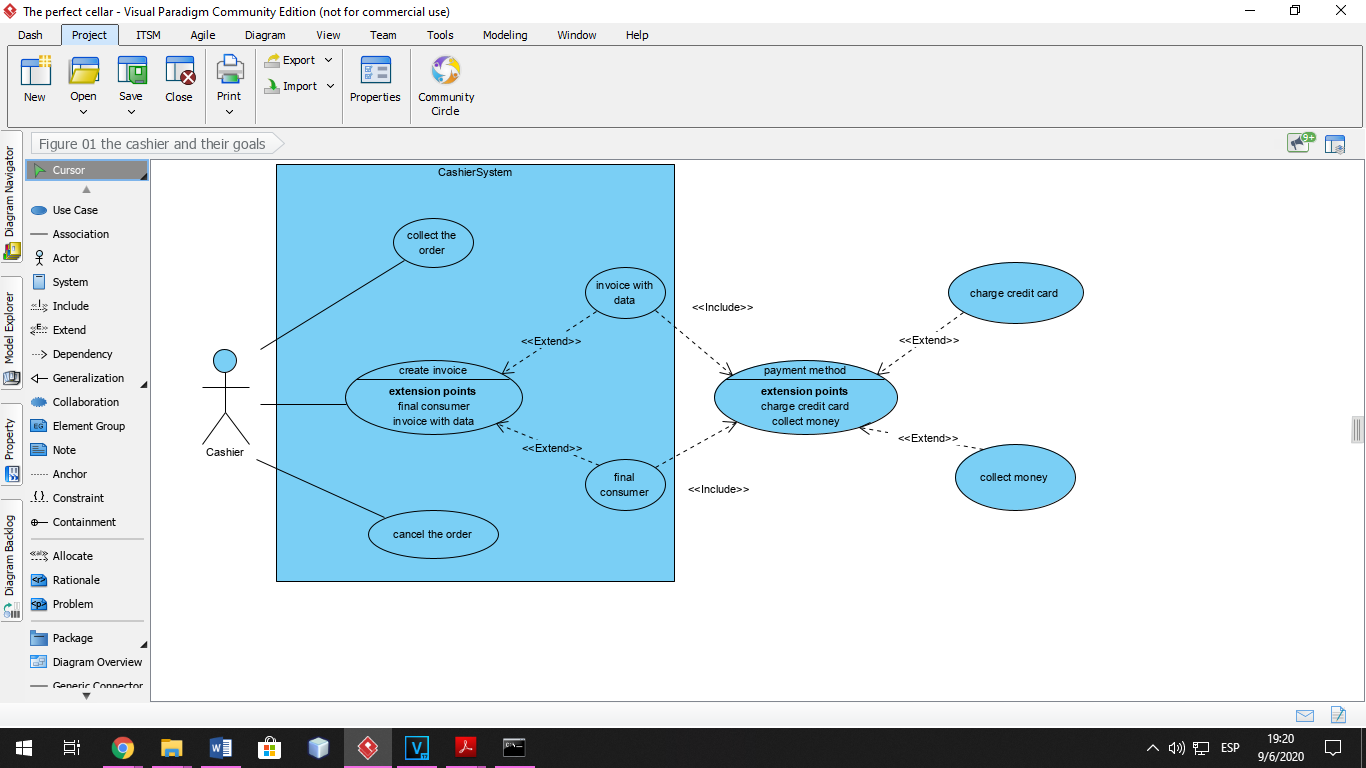 The perfect cellar - Visual Paradigm Community Edition (not for commercial use)
Dash Project ITSM Agile Diagram View Team Tools Modeling Window Help
New
Open
Save
Close
Print
Export
Import
Properties
Community
Circle
Figure 01 the cashier and their goals
9+
Diagram Navigator
Model Explorer
Property
Diagram Backlog
Cursor
Use Case
Association
Actor
System
Include
Extend
Dependency
Generalization
Collaboration
Element Group
Note
Anchor
Constraint
Containment
Allocate
Rationale
Problem
Package
Diagram Overview
Generic Connector
CashierSystem
collect the
order
invoice with
data
<<Include>>
charge credit card
<<Extend>>
<<Extend>>
create invoice
extension points
final consumer
invoice with data
payment method
extension points
charge credit card
collect money
Cashier
<<Extend>>
<<Extend>>
final
consumer
<<Include>>
collect money
cancel the order
ESP
19:20
9/6/2020